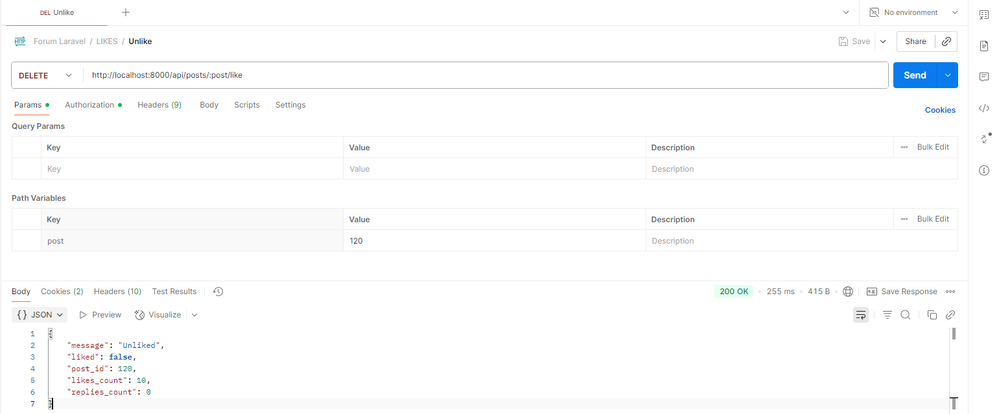 DEL Unlike
No environment
HTTP Forum Laravel / LIKES / Unlike
Save Share
DELETE http://localhost:8000/api/posts/:post/like Send
Params Authorization Headers (9) Body Scripts Settings
Cookies
Query Params
Key Value Description Bulk Edit
Key Value Description
Path Variables
Key Value Description Bulk Edit
post 120 Description
Body Cookies (2) Headers (10) Test Results 200 OK 255 ms 415 B e.g. Save Response
{} JSON Preview Visualize
1 {
2 "message": "Unliked",
3 "liked": false,
4 "post_id": 120,
5 "likes_count": 10,
6 "replies_count": 0
7 }